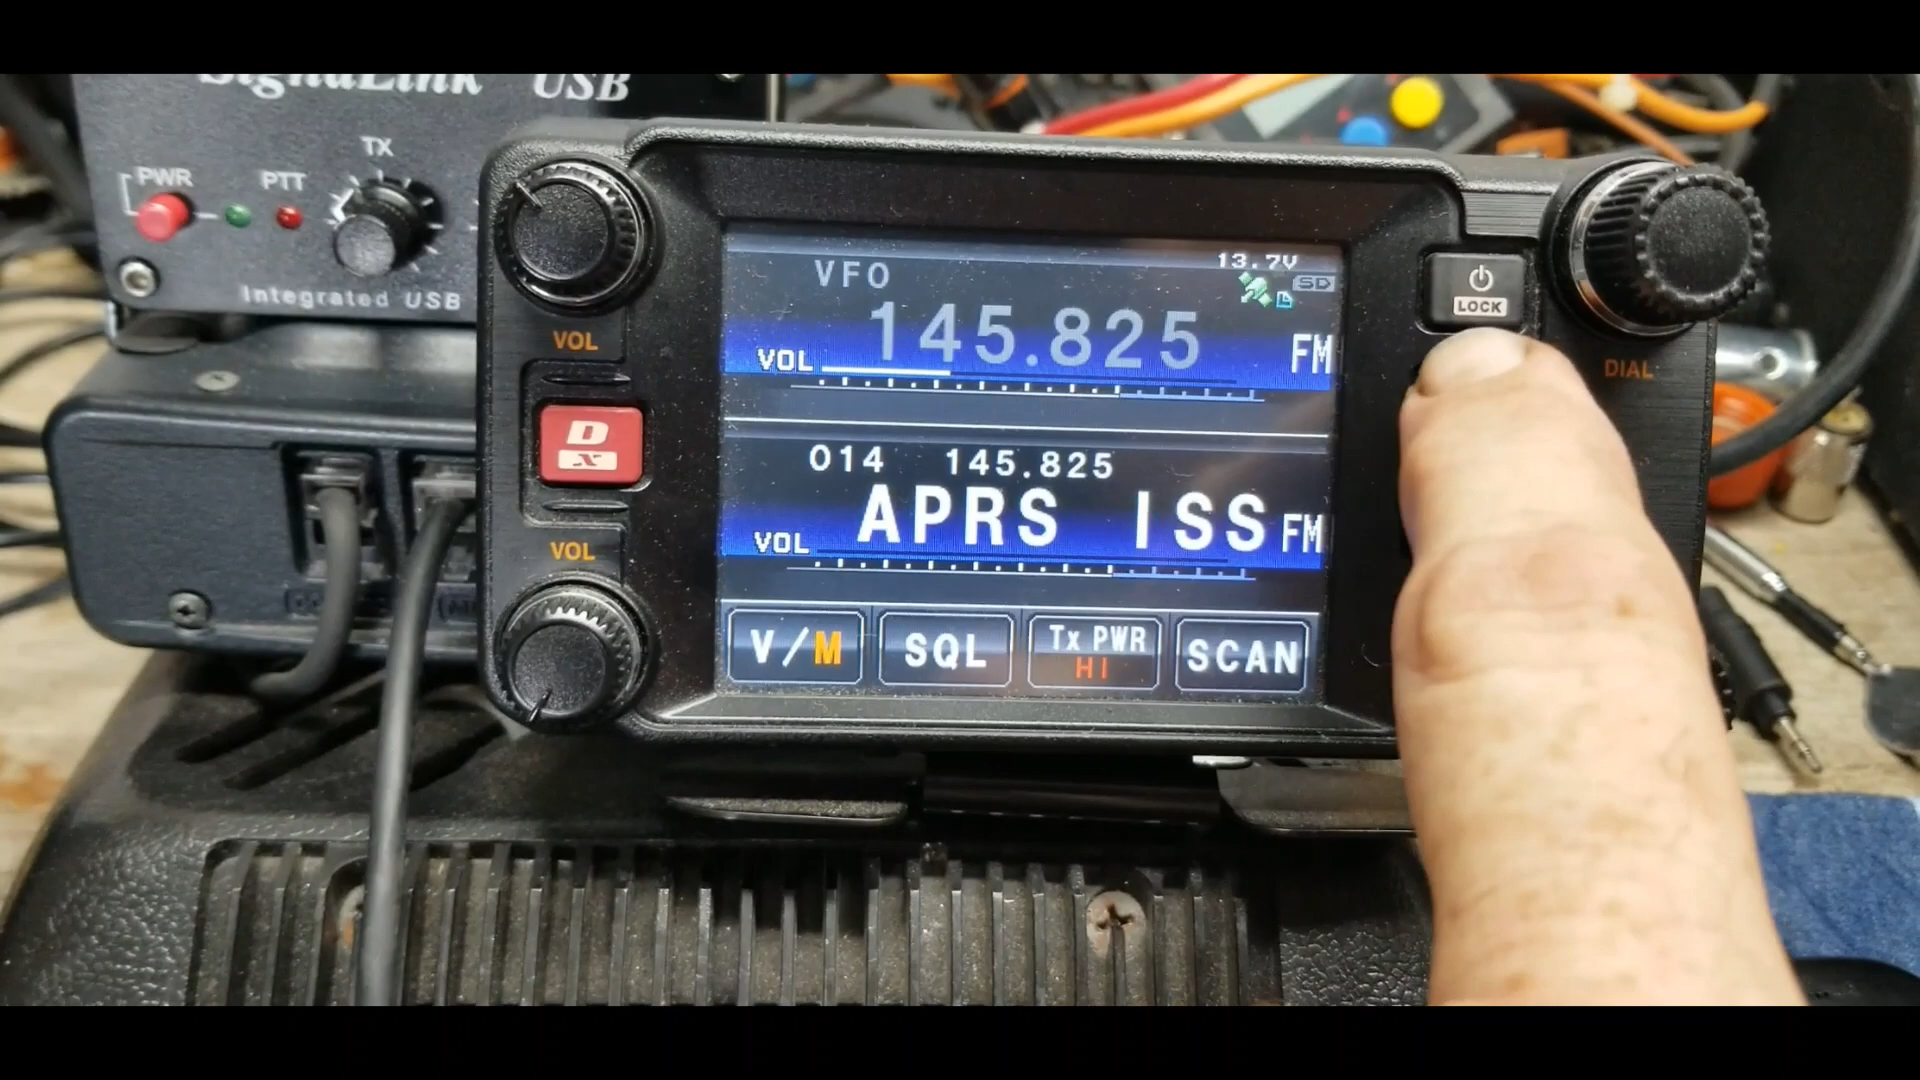 SignaLink USB
TX
PWR
PTT
Integrated USB
VOL
D
X
VOL
13.7V
VFO
SD
145.825
VOL
FM
014 145.825
APRS ISS
VOL
FM
V/M
SQL
Tx PWR
HI
SCAN
LOCK
DIAL